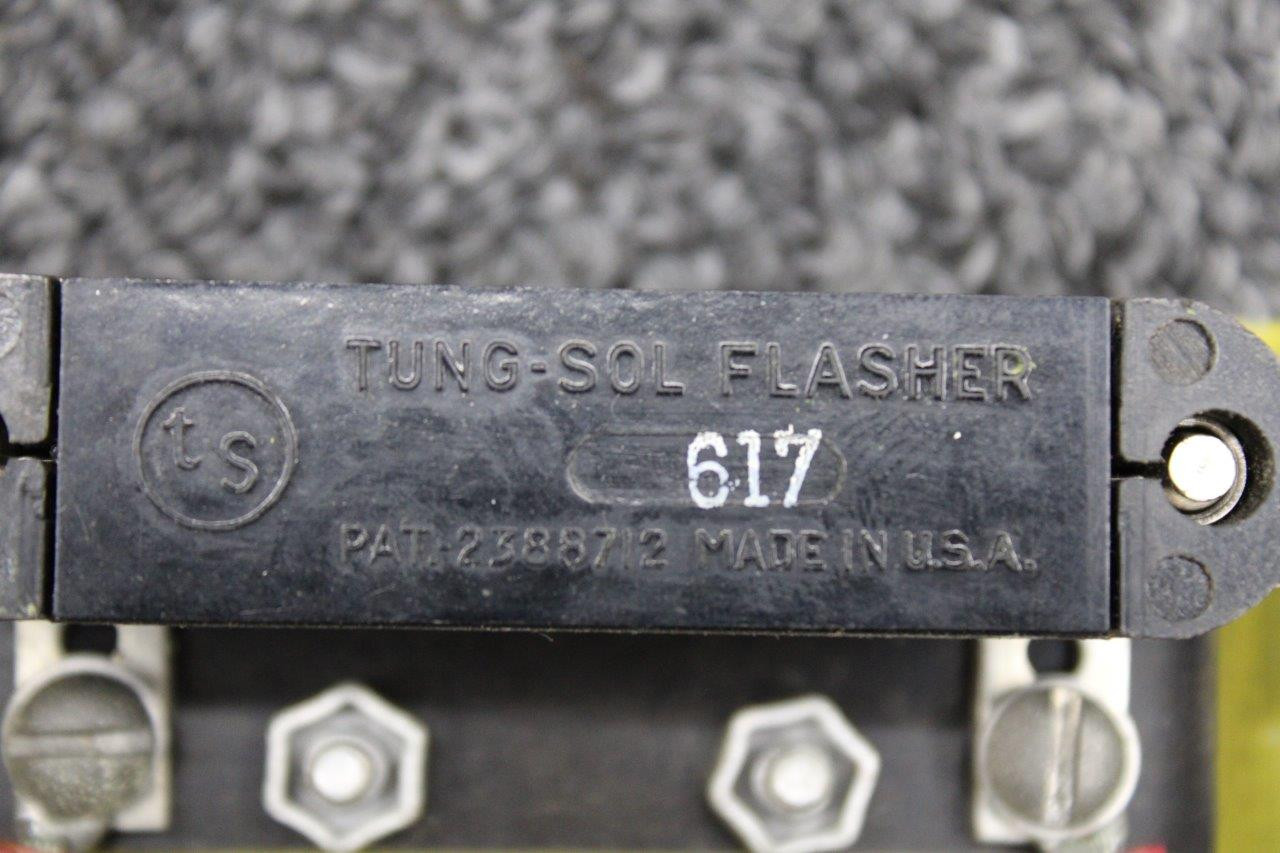 TUNG-SOL FLASHER
ts
617
PAT. 2388712 MADE IN U.S.A.